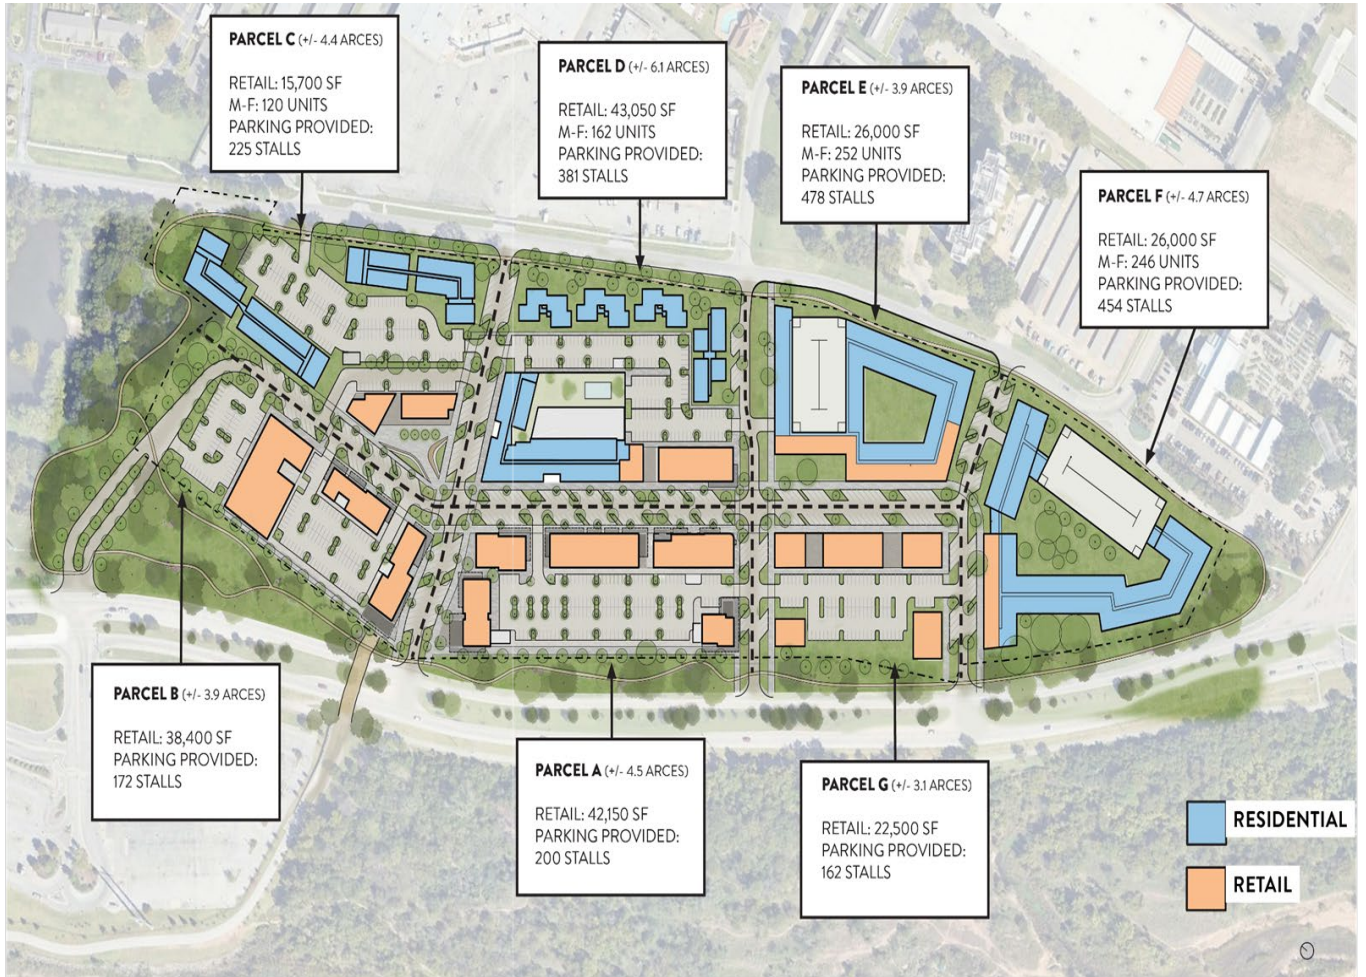 PARCEL C (+/- 4.4 ARCES)
RETAIL: 15,700 SF
M-F: 120 UNITS
PARKING PROVIDED:
225 STALLS
PARCEL D (+/- 6.1 ARCES)
RETAIL: 43,050 SF
M-F: 162 UNITS
PARKING PROVIDED:
381 STALLS
PARCEL E (+/- 3.9 ARCES)
RETAIL: 26,000 SF
M-F: 252 UNITS
PARKING PROVIDED:
478 STALLS
PARCEL F (+/- 4.7 ARCES)
RETAIL: 26,000 SF
M-F: 246 UNITS
PARKING PROVIDED:
454 STALLS
PARCEL B (+/- 3.9 ARCES)
RETAIL: 38,400 SF
PARKING PROVIDED:
172 STALLS
PARCEL A (+/- 4.5 ARCES)
RETAIL: 42,150 SF
PARKING PROVIDED:
200 STALLS
PARCEL G (+/- 3.1 ARCES)
RETAIL: 22,500 SF
PARKING PROVIDED:
162 STALLS
RESIDENTIAL
RETAIL